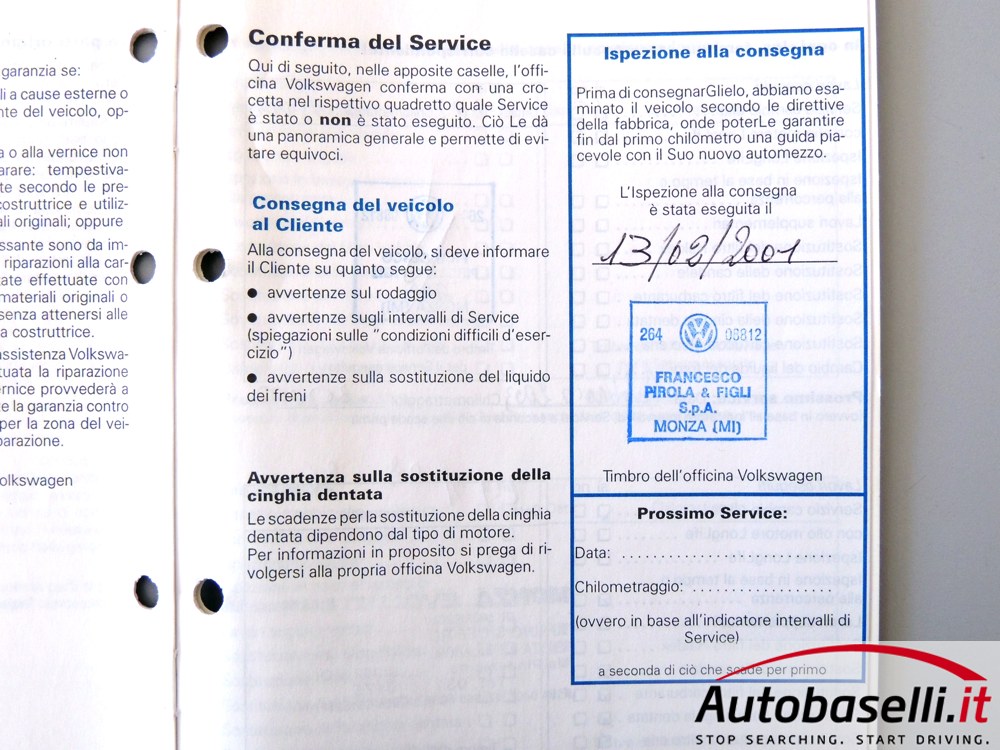 garanzia se:
li a cause esterne o
nte del veicolo, op-
a o alla vernice non
arare: tempestiva-
te secondo le pre-
costruttrice e utiliz-
ali originali; oppure
essante sono da im-
riparazioni alla car-
tate effettuate con
materiali originali o
senza attenersi alle
a costruttrice.
assistenza Volkswa-
tuata la riparazione
ernice provvederà a
te la garanzia contro
per la zona del vei-
parazione.
olkswagen
Conferma del Service
Qui di seguito, nelle apposite caselle, l'offi-
cina Volkswagen conferma con una cro-
cetta nel rispettivo quadretto quale Service
è stato o non è stato eseguito. Ciò Le dà
una panoramica generale e permette di evi-
tare equivoci.
Consegna del veicolo
al Cliente
Alla consegna del veicolo, si deve informare
il Cliente su quanto segue:
● avvertenze sul rodaggio
● avvertenze sugli intervalli di Service
(spiegazioni sulle "condizioni difficili d'eser-
cizio")
● avvertenze sulla sostituzione del liquido
dei freni
Avvertenza sulla sostituzione della
cinghia dentata
Le scadenze per la sostituzione della cinghia
dentata dipendono dal tipo di motore.
Per informazioni in proposito si prega di ri-
volgersi alla propria officina Volkswagen.
Ispezione alla consegna
Prima di consegnarGlielo, abbiamo esa-
minato il veicolo secondo le direttive
della fabbrica, onde poterLe garantire
fin dal primo chilometro una guida pia-
cevole con il Suo nuovo automezzo.
L'Ispezione alla consegna
è stata eseguita il
13/02/2001
264 08812
FRANCESCO
PIROLA & FIGLI
S.p.A.
MONZA (MI)
Timbro dell'officina Volkswagen
Prossimo Service:
Data: ........................
Chilometraggio: ..................
(ovvero in base all'indicatore intervalli di
Service)
a seconda di ciò che scade per primo
Autobaselli.it
STOP SEARCHING. START DRIVING.